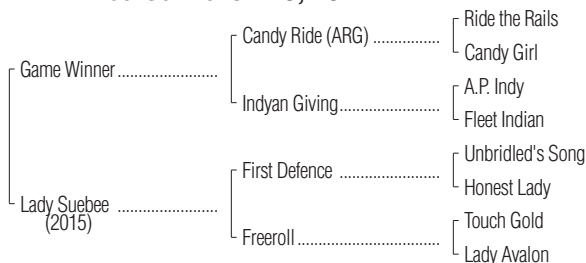 Ride the Rails
Candy Ride (ARG) ................
Candy Girl
Game Winner ........................
A.P. Indy
Indyan Giving ........................
Fleet Indian
Unbridled's Song
First Defence ........................
Honest Lady
Lady Suebee ........................
(2015)
Touch Gold
Freeroll ..................................
Lady Avalon